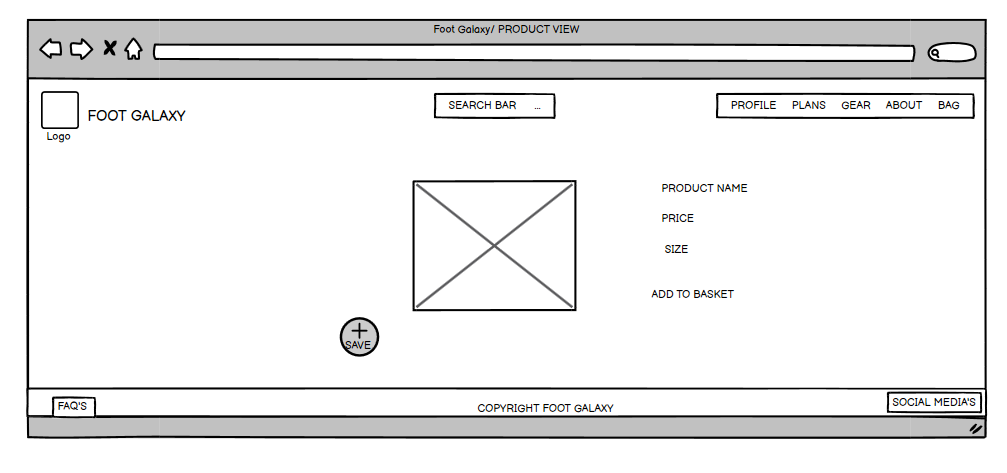 Foot Galaxy/ PRODUCT VIEW
FOOT GALAXY
Logo
SEARCH BAR ...
PROFILE PLANS GEAR ABOUT BAG
PRODUCT NAME
PRICE
SIZE
ADD TO BASKET
SAVE
FAQ'S
COPYRIGHT FOOT GALAXY
SOCIAL MEDIA'S